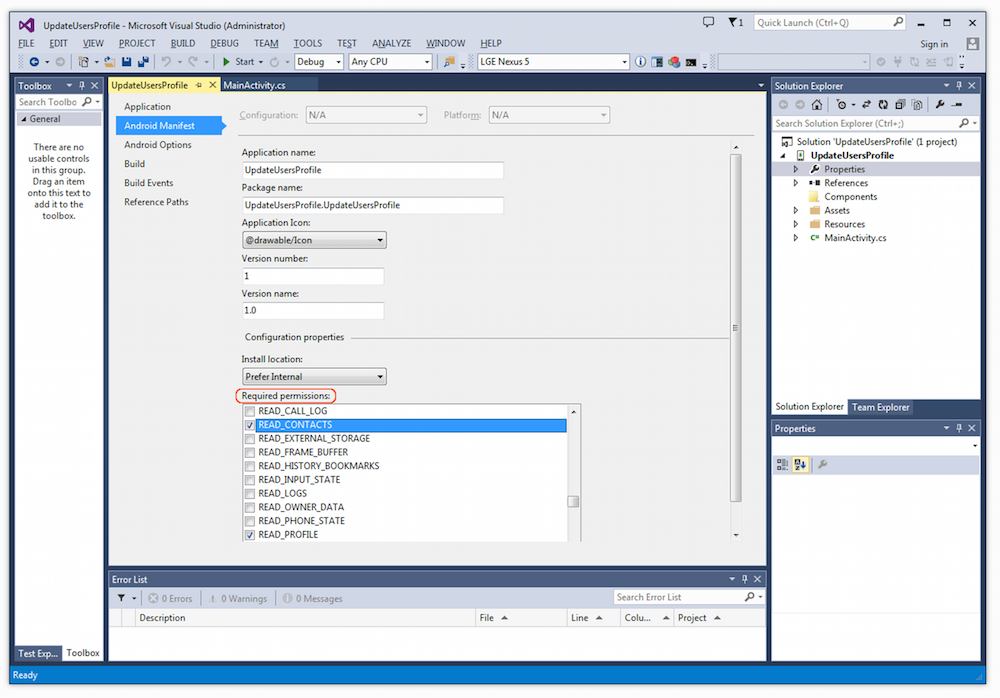 UpdateUsersProfile - Microsoft Visual Studio (Administrator)
1
Quick Launch (Ctrl+Q)
FILE EDIT VIEW PROJECT BUILD DEBUG TEAM TOOLS TEST ANALYZE WINDOW HELP
Sign in
Start Debug Any CPU LGE Nexus 5
Toolbox
Search Toolbo
General
There are no
usable controls
in this group.
Drag an item
onto this text to
add it to the
toolbox.
Test Exp... Toolbox
UpdateUsersProfile MainActivity.cs
Application
Android Manifest
Android Options
Build
Build Events
Reference Paths
Configuration: N/A Platform: N/A
Application name:
UpdateUsersProfile
Package name:
UpdateUsersProfile.UpdateUsersProfile
Application Icon:
@drawable/Icon
Version number:
1
Version name:
1.0
Configuration properties
Install location:
Prefer Internal
Required permissions:
READ_CALL_LOG
READ_CONTACTS
READ_EXTERNAL_STORAGE
READ_FRAME_BUFFER
READ_HISTORY_BOOKMARKS
READ_INPUT_STATE
READ_LOGS
READ_OWNER_DATA
READ_PHONE_STATE
READ_PROFILE
Error List
0 Errors 0 Warnings 0 Messages Search Error List
Description File Line Colu... Project
Solution Explorer
Search Solution Explorer (Ctrl+;)
Solution 'UpdateUsersProfile' (1 project)
UpdateUsersProfile
Properties
References
Components
Assets
Resources
C# MainActivity.cs
Solution Explorer Team Explorer
Properties
Ready